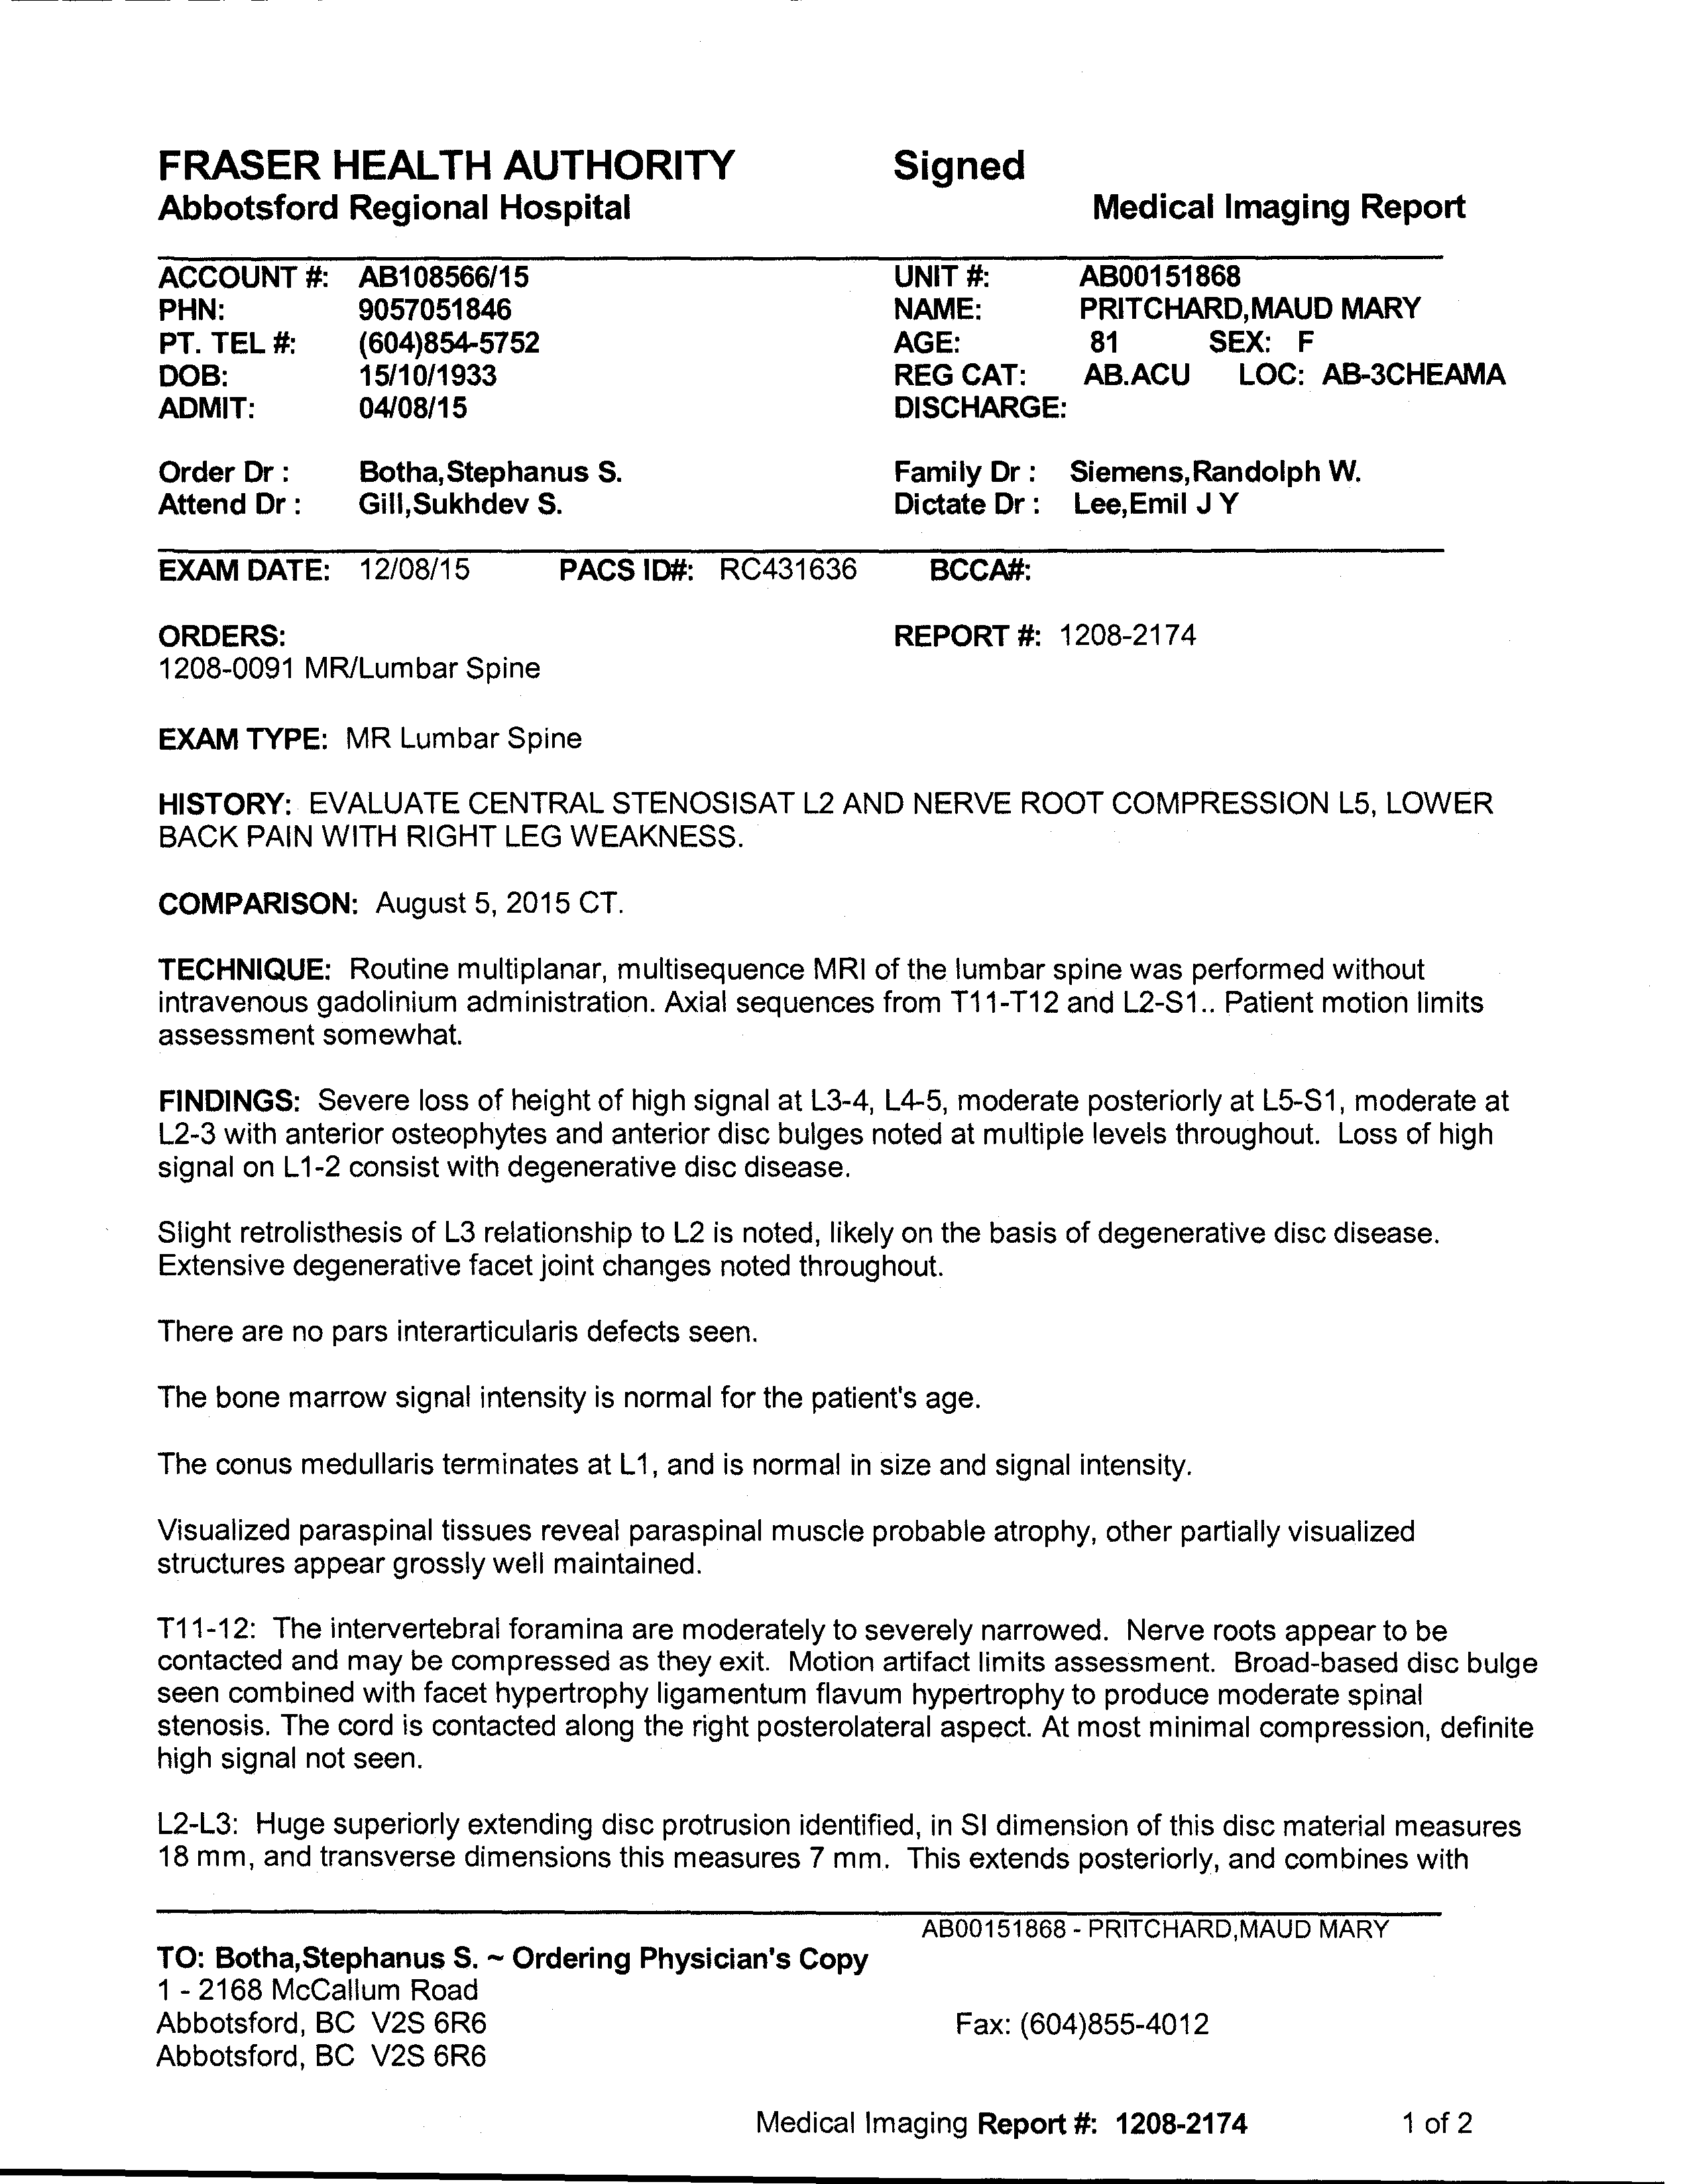 FRASER HEALTH AUTHORITY Signed
Abbotsford Regional Hospital Medical Imaging Report
ACCOUNT #: AB108566/15 UNIT #: AB00151868
PHN: 9057051846 NAME: PRITCHARD,MAUD MARY
PT. TEL #: (604)854-5752 AGE: 81 SEX: F
DOB: 15/10/1933 REG CAT: AB.ACU LOC: AB-3CHEAMA
ADMIT: 04/08/15 DISCHARGE:
Order Dr : Botha,Stephanus S. Family Dr : Siemens,Randolph W.
Attend Dr : Gill,Sukhdev S. Dictate Dr : Lee,Emil J Y
EXAM DATE: 12/08/15 PACS ID#: RC431636 BCCA#:
ORDERS: REPORT #: 1208-2174
1208-0091 MR/Lumbar Spine
EXAM TYPE: MR Lumbar Spine
HISTORY: EVALUATE CENTRAL STENOSISAT L2 AND NERVE ROOT COMPRESSION L5, LOWER
BACK PAIN WITH RIGHT LEG WEAKNESS.
COMPARISON: August 5, 2015 CT.
TECHNIQUE: Routine multiplanar, multisequence MRI of the lumbar spine was performed without
intravenous gadolinium administration. Axial sequences from T11-T12 and L2-S1.. Patient motion limits
assessment somewhat.
FINDINGS: Severe loss of height of high signal at L3-4, L4-5, moderate posteriorly at L5-S1, moderate at
L2-3 with anterior osteophytes and anterior disc bulges noted at multiple levels throughout. Loss of high
signal on L1-2 consist with degenerative disc disease.
Slight retrolisthesis of L3 relationship to L2 is noted, likely on the basis of degenerative disc disease.
Extensive degenerative facet joint changes noted throughout.
There are no pars interarticularis defects seen.
The bone marrow signal intensity is normal for the patient's age.
The conus medullaris terminates at L1, and is normal in size and signal intensity.
Visualized paraspinal tissues reveal paraspinal muscle probable atrophy, other partially visualized
structures appear grossly well maintained.
T11-12: The intervertebral foramina are moderately to severely narrowed. Nerve roots appear to be
contacted and may be compressed as they exit. Motion artifact limits assessment. Broad-based disc bulge
seen combined with facet hypertrophy ligamentum flavum hypertrophy to produce moderate spinal
stenosis. The cord is contacted along the right posterolateral aspect. At most minimal compression, definite
high signal not seen.
L2-L3: Huge superiorly extending disc protrusion identified, in SI dimension of this disc material measures
18 mm, and transverse dimensions this measures 7 mm. This extends posteriorly, and combines with
AB00151868 - PRITCHARD,MAUD MARY
TO: Botha,Stephanus S. ~ Ordering Physician's Copy
1 - 2168 McCallum Road
Abbotsford, BC V2S 6R6 Fax: (604)855-4012
Abbotsford, BC V2S 6R6
Medical Imaging Report #: 1208-2174 1 of 2